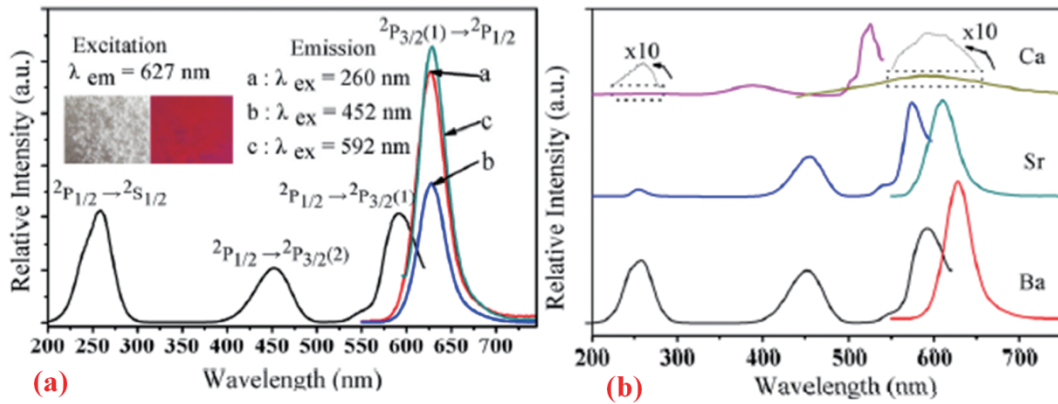 Relative Intensity (a.u.)
Excitation
λ em = 627 nm
Emission
a : λ ex = 260 nm
b : λ ex = 452 nm
c : λ ex = 592 nm
²P₃/₂(1)→²P₁/₂
a
c
b
²P₁/₂→²S₁/₂
²P₁/₂→²P₃/₂(2)
²P₁/₂→²P₃/₂(1)
200 250 300 350 400 450 500 550 600 650 700
Wavelength (nm)
(a)
Relative Intensity (a.u.)
x10
x10
Ca
Sr
Ba
200 300 400 500 600 700
Wavelength (nm)
(b)